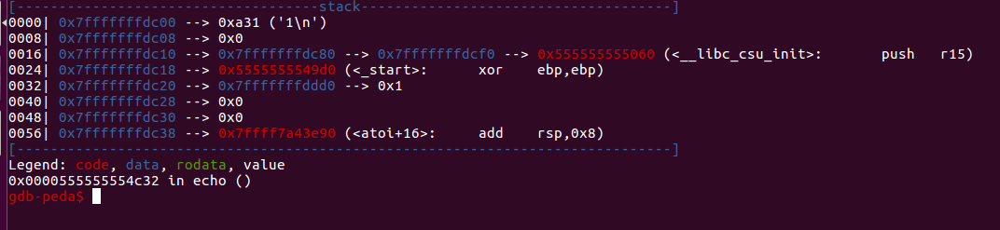 [------------------------------------stack-------------------------------------]
0000| 0x7fffffffdc00 --> 0xa31 ('1\n')
0008| 0x7fffffffdc08 --> 0x0
0016| 0x7fffffffdc10 --> 0x7fffffffdc80 --> 0x7fffffffdcf0 --> 0x555555555060 (<__libc_csu_init>: push r15)
0024| 0x7fffffffdc18 --> 0x5555555549d0 (<_start>: xor ebp,ebp)
0032| 0x7fffffffdc20 --> 0x7fffffffddd0 --> 0x1
0040| 0x7fffffffdc28 --> 0x0
0048| 0x7fffffffdc30 --> 0x0
0056| 0x7fffffffdc38 --> 0x7ffff7a43e90 (<atoi+16>: add rsp,0x8)
[------------------------------------------------------------------------------]
Legend: code, data, rodata, value
0x0000555555554c32 in echo ()
gdb-peda$